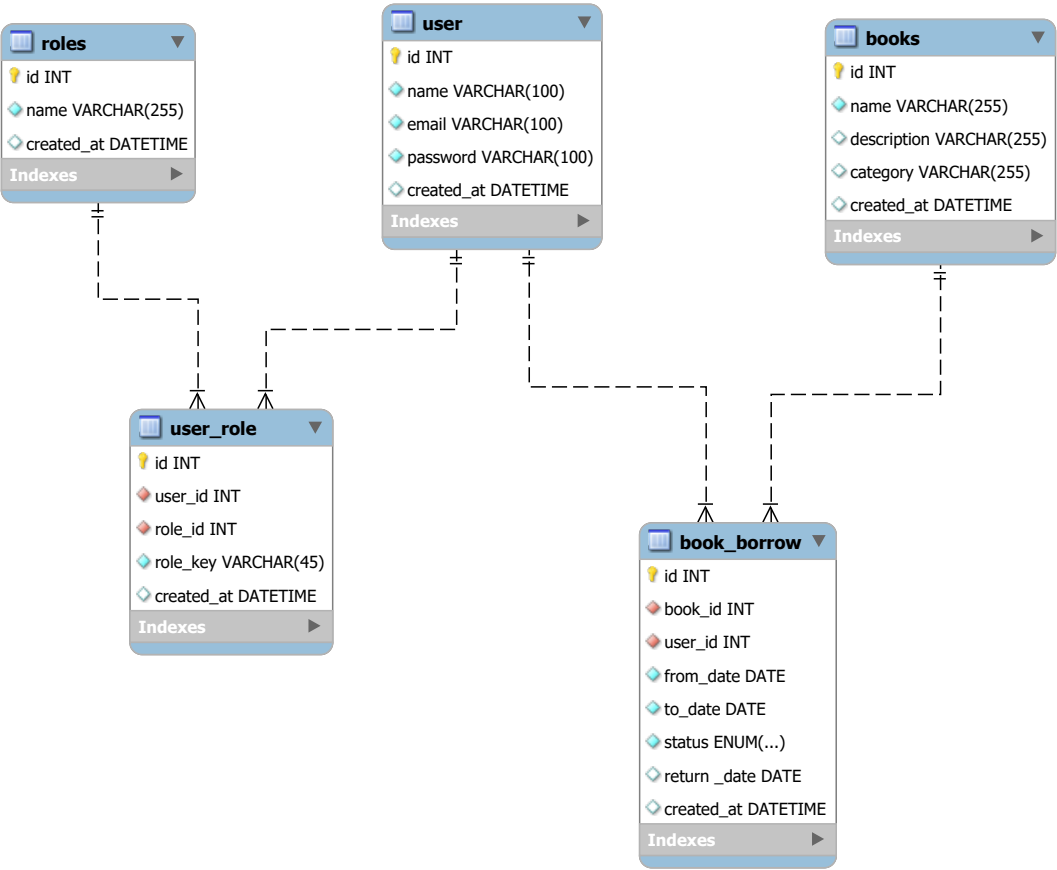 roles
id INT
name VARCHAR(255)
created_at DATETIME
Indexes
user
id INT
name VARCHAR(100)
email VARCHAR(100)
password VARCHAR(100)
created_at DATETIME
Indexes
books
id INT
name VARCHAR(255)
description VARCHAR(255)
category VARCHAR(255)
created_at DATETIME
Indexes
user_role
id INT
user_id INT
role_id INT
role_key VARCHAR(45)
created_at DATETIME
Indexes
book_borrow
id INT
book_id INT
user_id INT
from_date DATE
to_date DATE
status ENUM(...)
return _date DATE
created_at DATETIME
Indexes